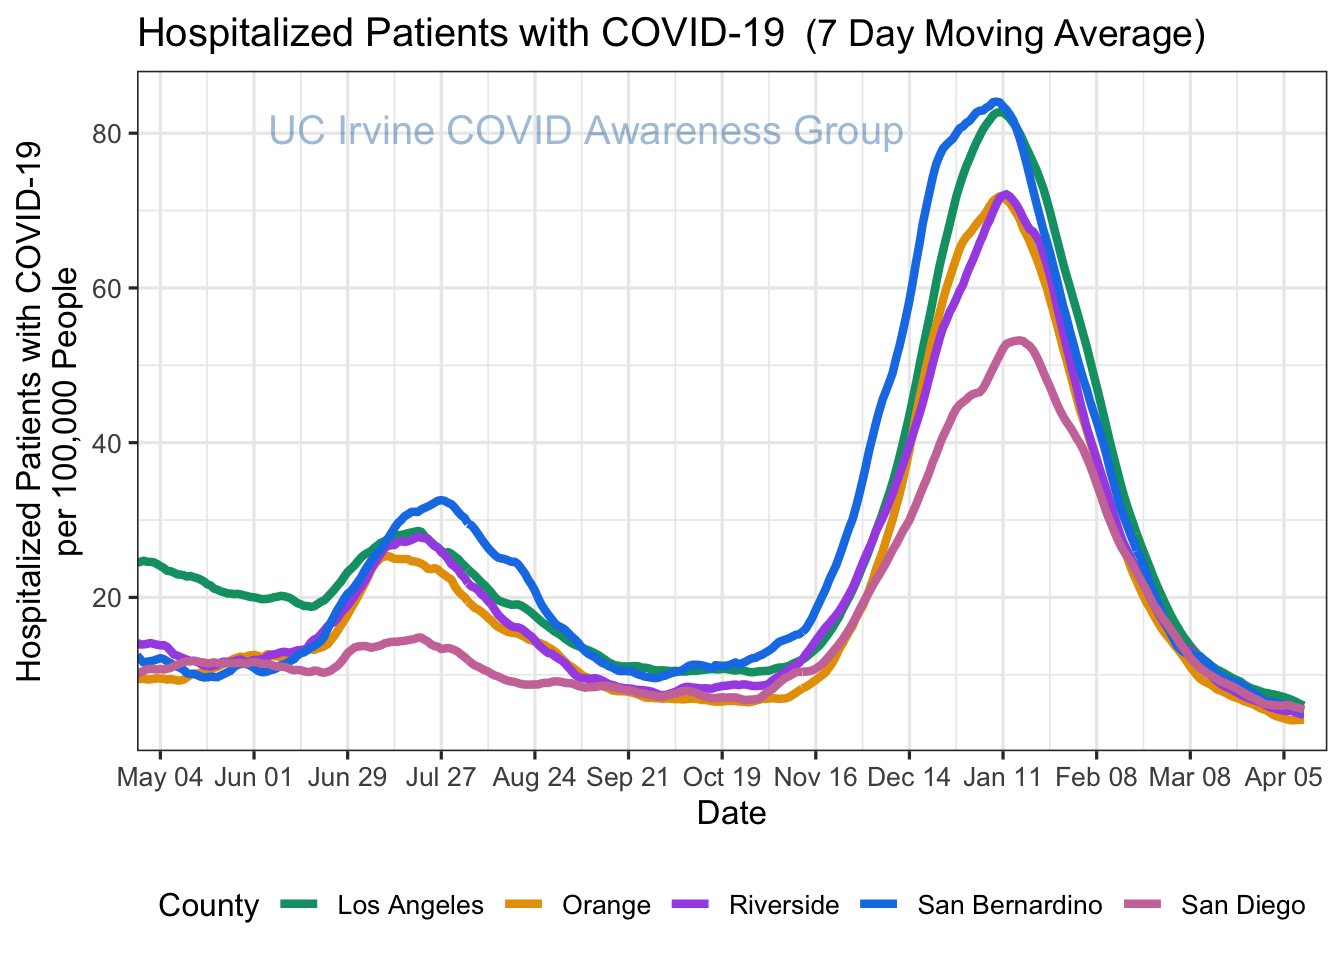 Hospitalized Patients with COVID-19 (7 Day Moving Average)
UC Irvine COVID Awareness Group
Hospitalized Patients with COVID-19
per 100,000 People
80
60
40
20
May 04 Jun 01 Jun 29 Jul 27 Aug 24 Sep 21 Oct 19 Nov 16 Dec 14 Jan 11 Feb 08 Mar 08 Apr 05
Date
County Los Angeles Orange Riverside San Bernardino San Diego